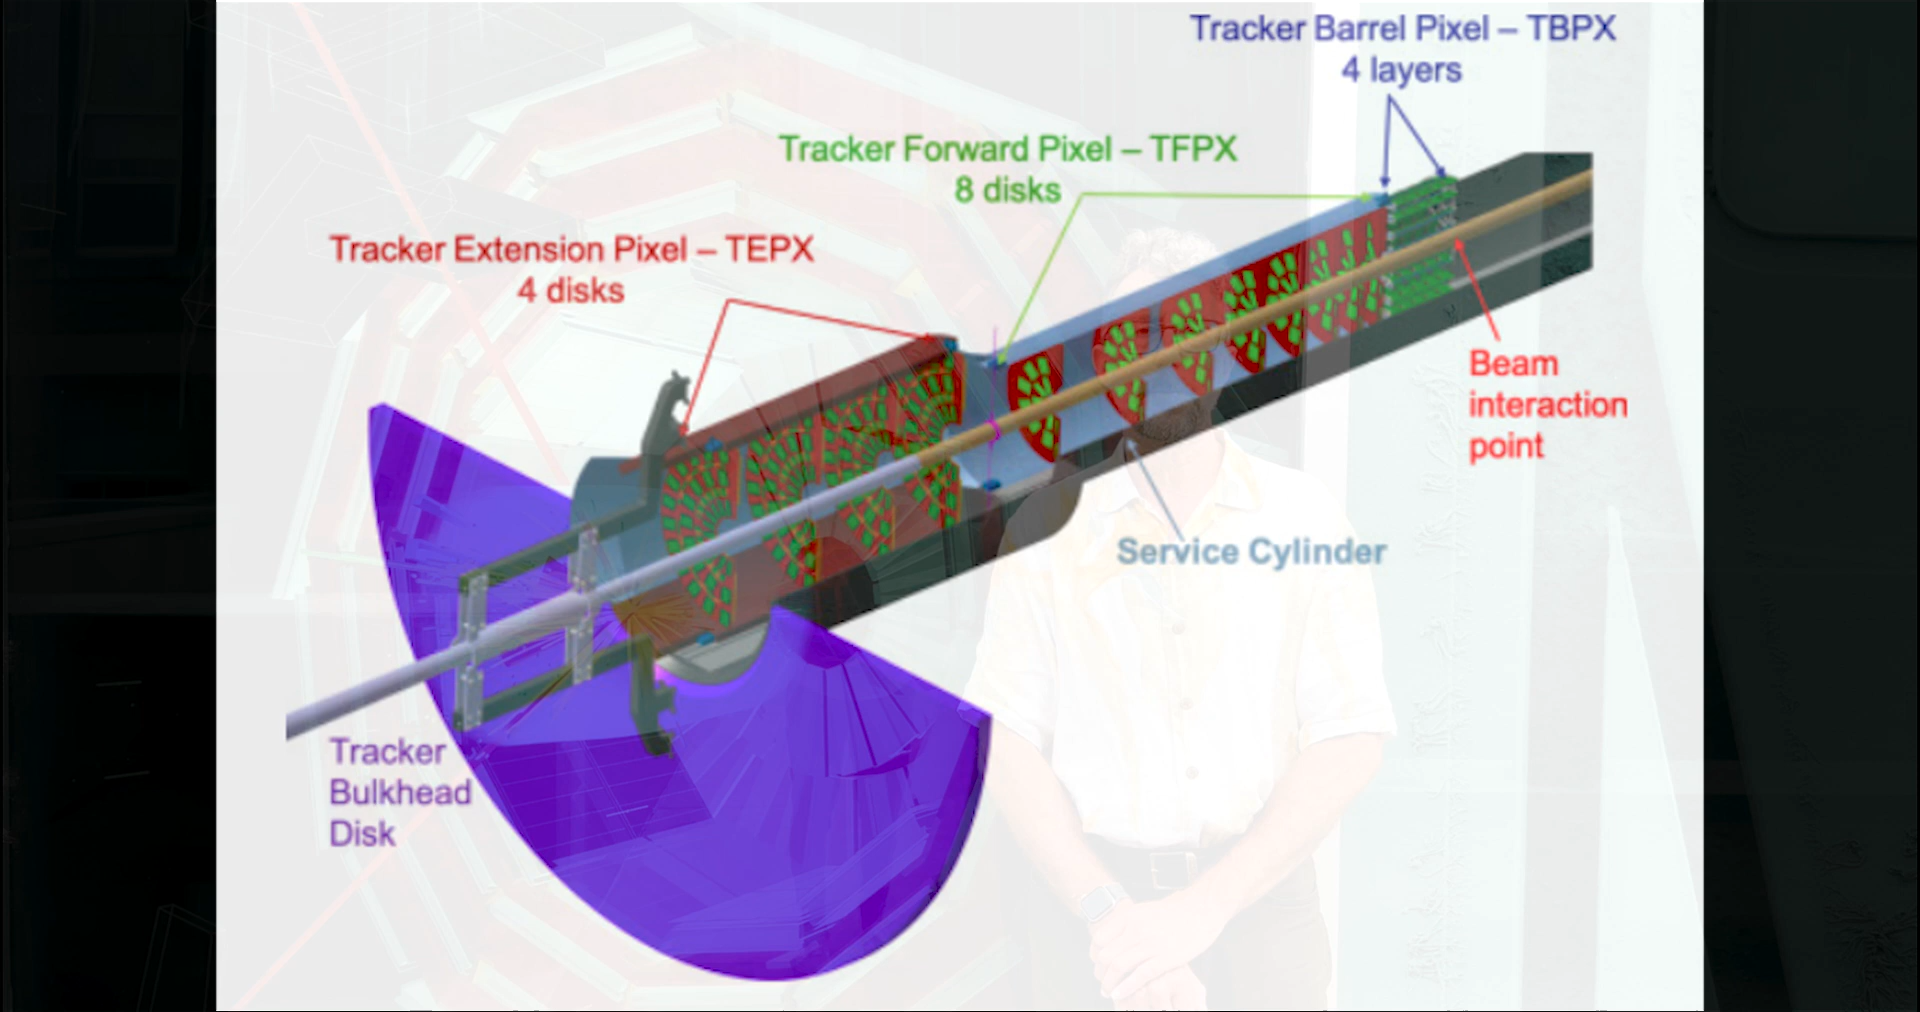 Tracker Barrel Pixel – TBPX
4 layers
Tracker Forward Pixel – TFPX
8 disks
Tracker Extension Pixel – TEPX
4 disks
Beam
interaction
point
Service Cylinder
Tracker
Bulkhead
Disk